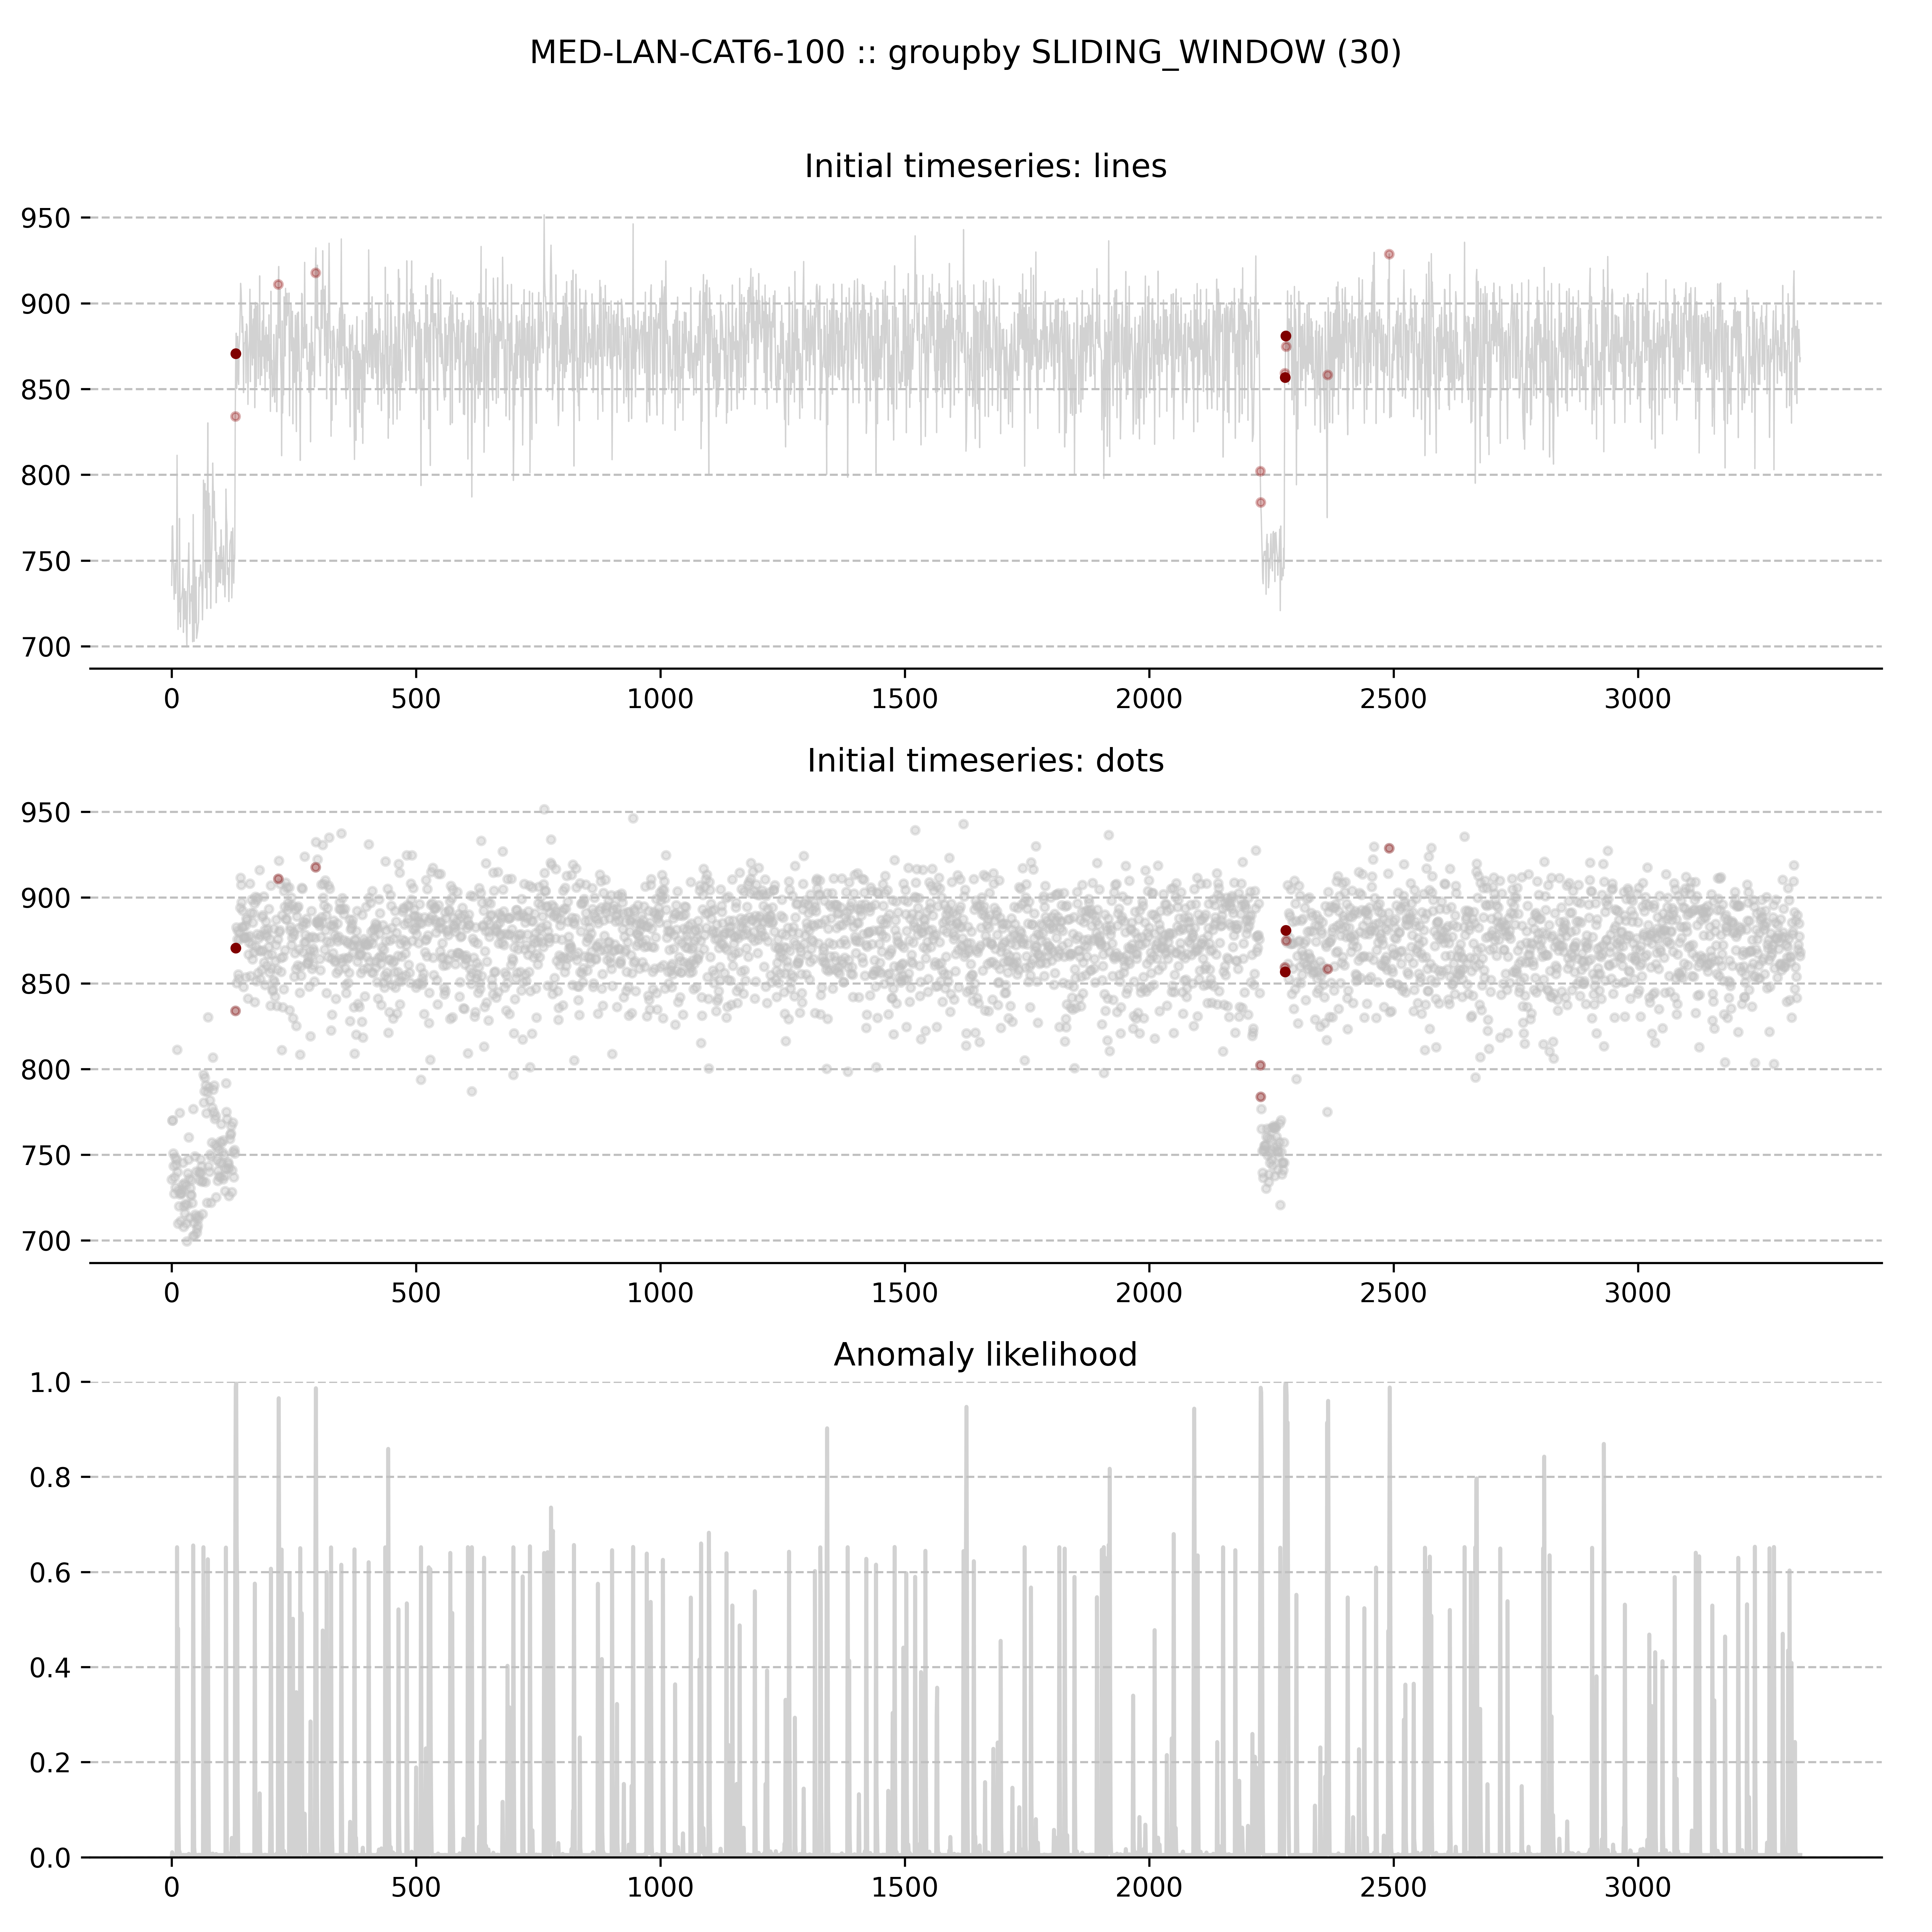 MED-LAN-CAT6-100 :: groupby SLIDING_WINDOW (30)
Initial timeseries: lines
950
900
850
800
750
700
0 500 1000 1500 2000 2500 3000
Initial timeseries: dots
950
900
850
800
750
700
0 500 1000 1500 2000 2500 3000
Anomaly likelihood
1.0
0.8
0.6
0.4
0.2
0.0
0 500 1000 1500 2000 2500 3000